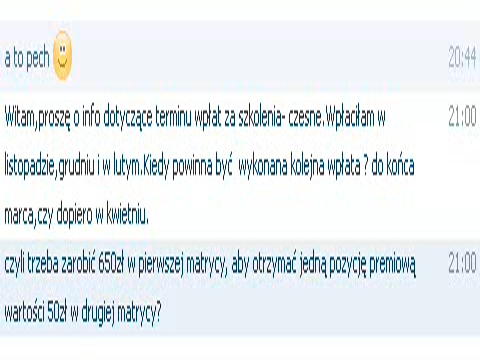 a to pech 20:44
Witam,proszę o info dotyczące terminu wpłat za szkolenia- czesne.Wpłaciłam w 21:00
listopadzie,grudniu i w lutym.Kiedy powinna być wykonana kolejna wpłata ? do końca
marca,czy dopiero w kwietniu.
czyli trzeba zarobić 650zł w pierwszej matrycy, aby otrzymać jedną pozycję premiową 21:00
wartości 50zł w drugiej matrycy?